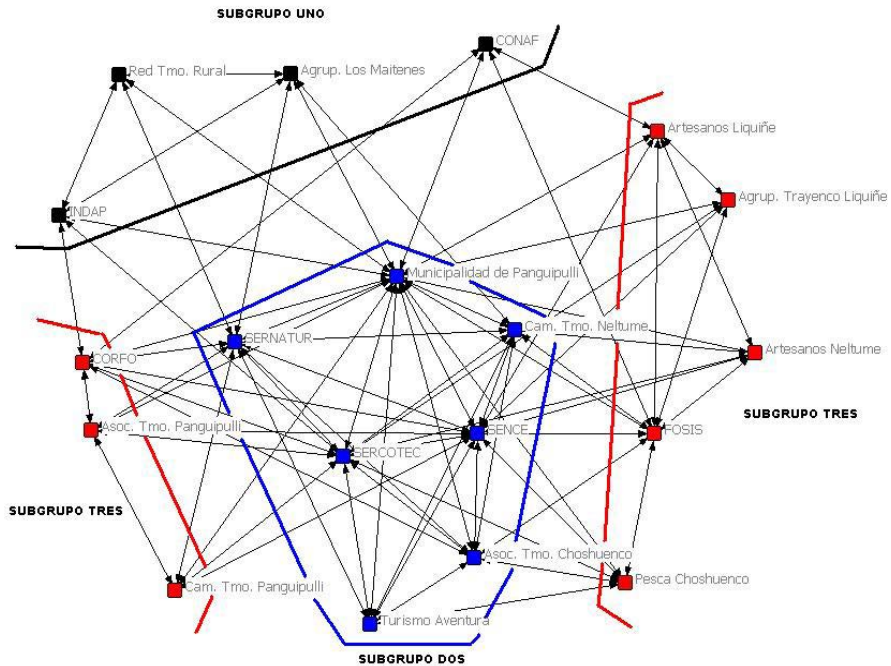 SUBGRUPO UNO
CONAF
Red Tmo. Rural
Agrup. Los Maitenes
Artesanos Liquiñe
Agrup. Trayenco Liquiñe
INDAP
Municipalidad de Panguipulli
Cam. Tmo. Neltume
SERNATUR
CORFO
Artesanos Neltume
SUBGRUPO TRES
Asoc. Tmo. Panguipulli
SENCE
FOSIS
SERCOTEC
SUBGRUPO TRES
Asoc. Tmo. Choshuenco
Cam. Tmo. Panguipulli
Pesca Choshuenco
Turismo Aventura
SUBGRUPO DOS